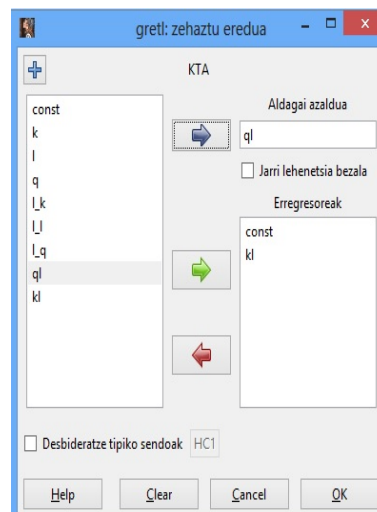 gretl: zehaztu eredua
KTA
const
k
l
q
l_k
l_l
l_q
ql
kl
Aldagai azaldua
ql
Jarri lehenetsia bezala
Erregresoreak
const
kl
Desbideratze tipiko sendoak HC1
Help Clear Cancel OK